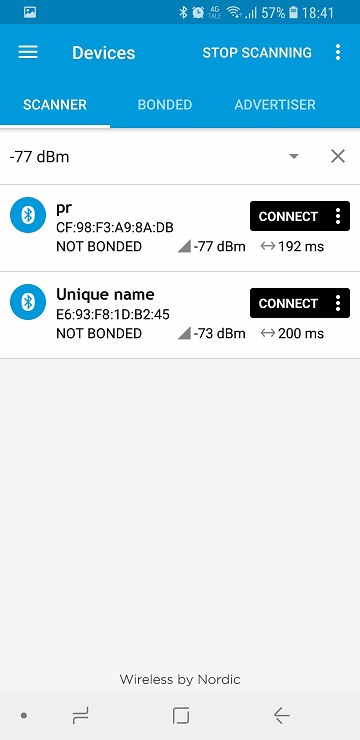 4G
57% 18:41
Devices STOP SCANNING
SCANNER BONDED ADVERTISER
-77 dBm
pr
CONNECT
CF:98:F3:A9:8A:DB
NOT BONDED -77 dBm 192 ms
Unique name
CONNECT
E6:93:F8:1D:B2:45
NOT BONDED -73 dBm 200 ms
Wireless by Nordic